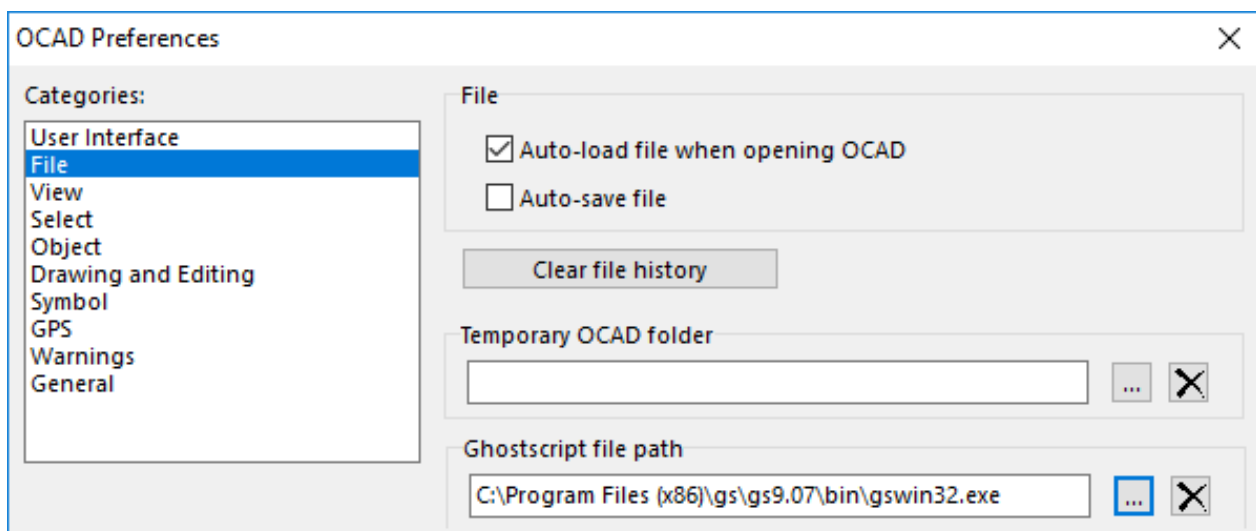 OCAD Preferences
Categories:
User Interface
File
View
Select
Object
Drawing and Editing
Symbol
GPS
Warnings
General
File
Auto-load file when opening OCAD
Auto-save file
Clear file history
Temporary OCAD folder
...
Ghostscript file path
C:\Program Files (x86)\gs\gs9.07\bin\gswin32.exe
...